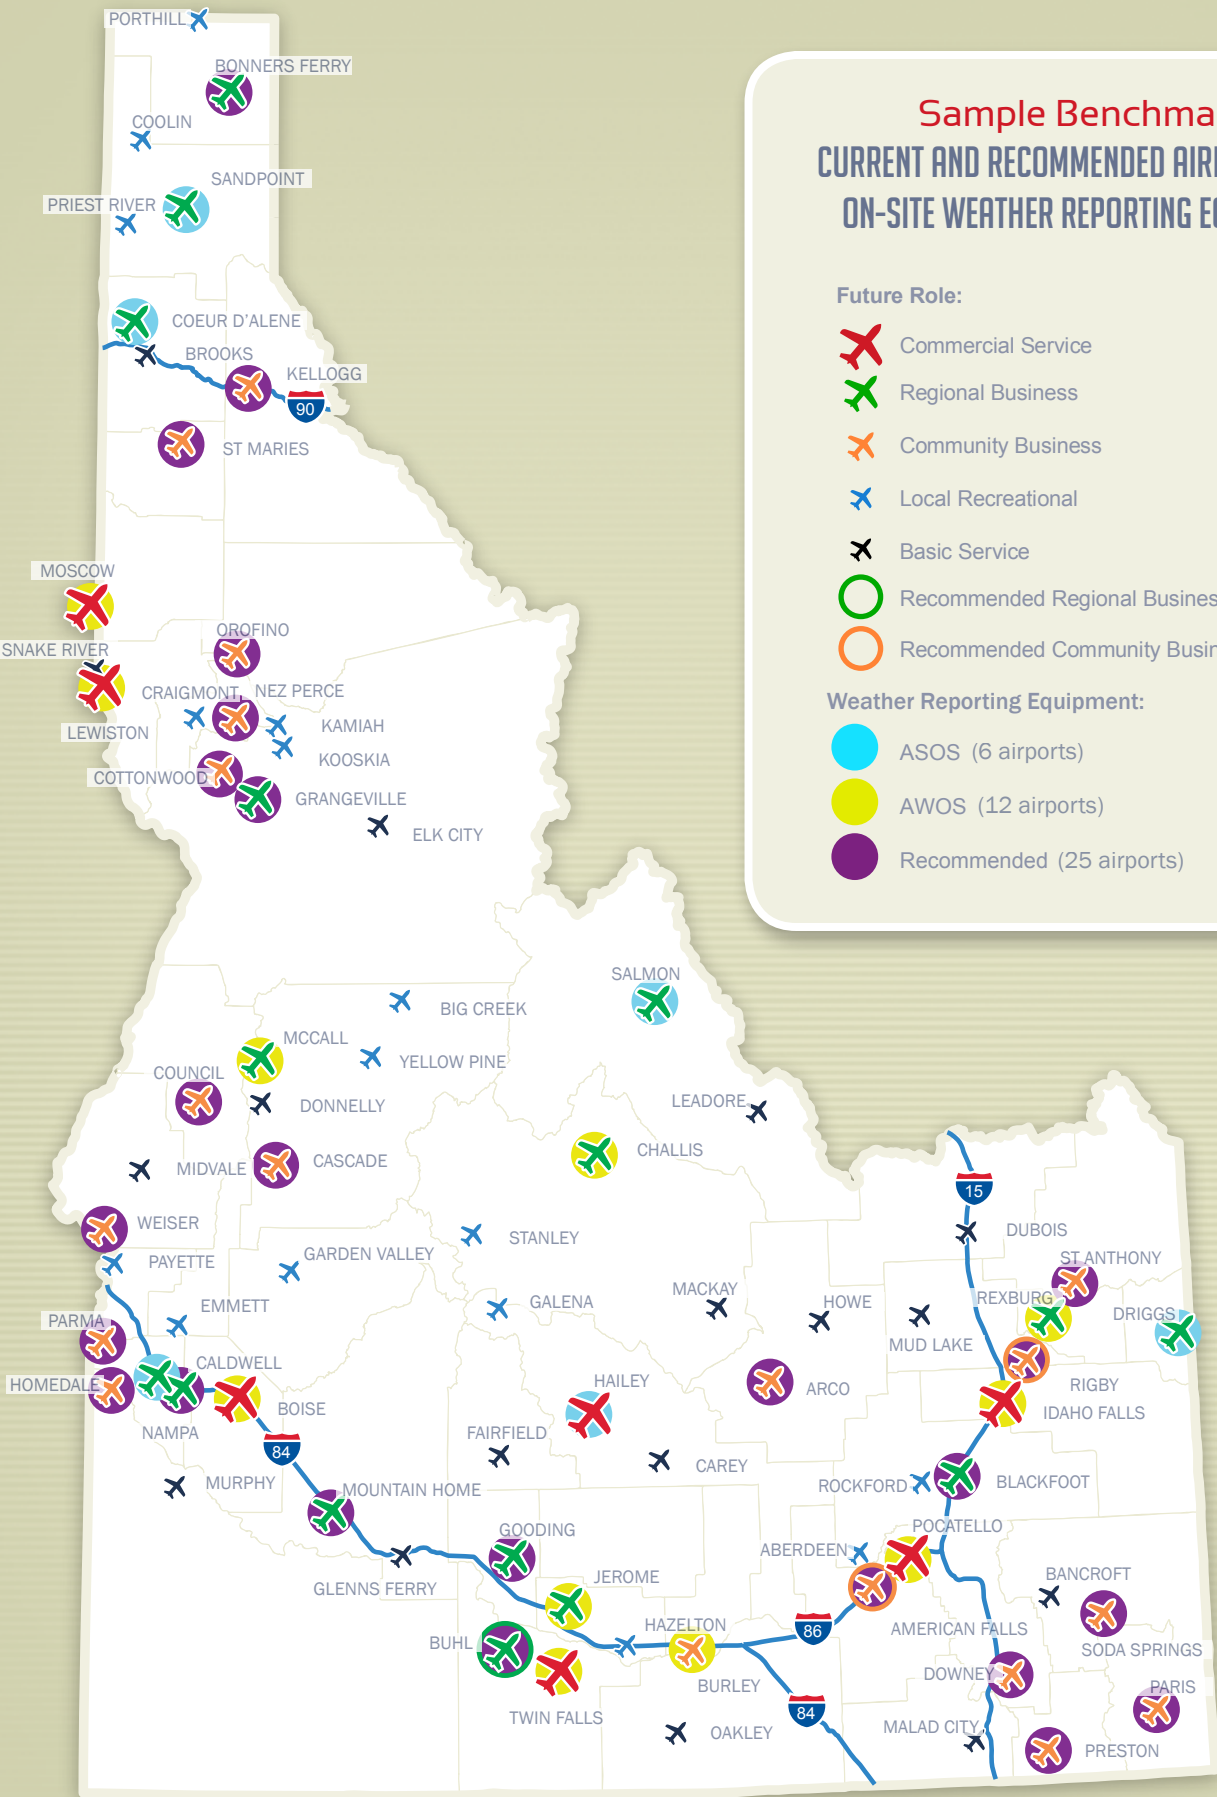 PORTHILL
BONNERS FERRY
COOLIN
SANDPOINT
PRIEST RIVER
COEUR D'ALENE
BROOKS
KELLOGG
90
ST MARIES
MOSCOW
OROFINO
SNAKE RIVER
CRAIGMONT
NEZ PERCE
LEWISTON
KAMIAH
KOOSKIA
COTTONWOOD
GRANGEVILLE
ELK CITY
Sample Benchma
CURRENT AND RECOMMENDED AIR
ON-SITE WEATHER REPORTING E
Future Role:
Commercial Service
Regional Business
Community Business
Local Recreational
Basic Service
Recommended Regional Busines
Recommended Community Busin
Weather Reporting Equipment:
ASOS (6 airports)
AWOS (12 airports)
Recommended (25 airports)
SALMON
BIG CREEK
MCCALL
YELLOW PINE
COUNCIL
DONNELLY
LEADORE
CHALLIS
MIDVALE
CASCADE
15
WEISER
DUBOIS
STANLEY
GARDEN VALLEY
PAYETTE
ST ANTHONY
MACKAY
REXBURG
EMMETT
GALENA
HOWE
DRIGGS
PARMA
MUD LAKE
CALDWELL
HOMEDALE
HAILEY
ARCO
RIGBY
BOISE
IDAHO FALLS
NAMPA
FAIRFIELD
84
CAREY
MURPHY
ROCKFORD
BLACKFOOT
MOUNTAIN HOME
GOODING
POCATELLO
ABERDEEN
GLENNS FERRY
JEROME
BANCROFT
HAZELTON
86
AMERICAN FALLS
BUHL
SODA SPRINGS
DOWNEY
BURLEY
PARIS
84
TWIN FALLS
OAKLEY
MALAD CITY
PRESTON